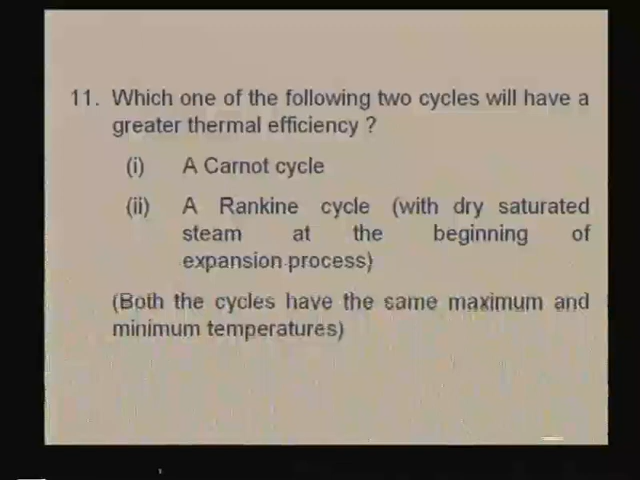 11. Which one of the following two cycles will have a
greater thermal efficiency ?
(i) A Carnot cycle
(ii) A Rankine cycle (with dry saturated
steam at the beginning of
expansion process)
(Both the cycles have the same maximum and
minimum temperatures)